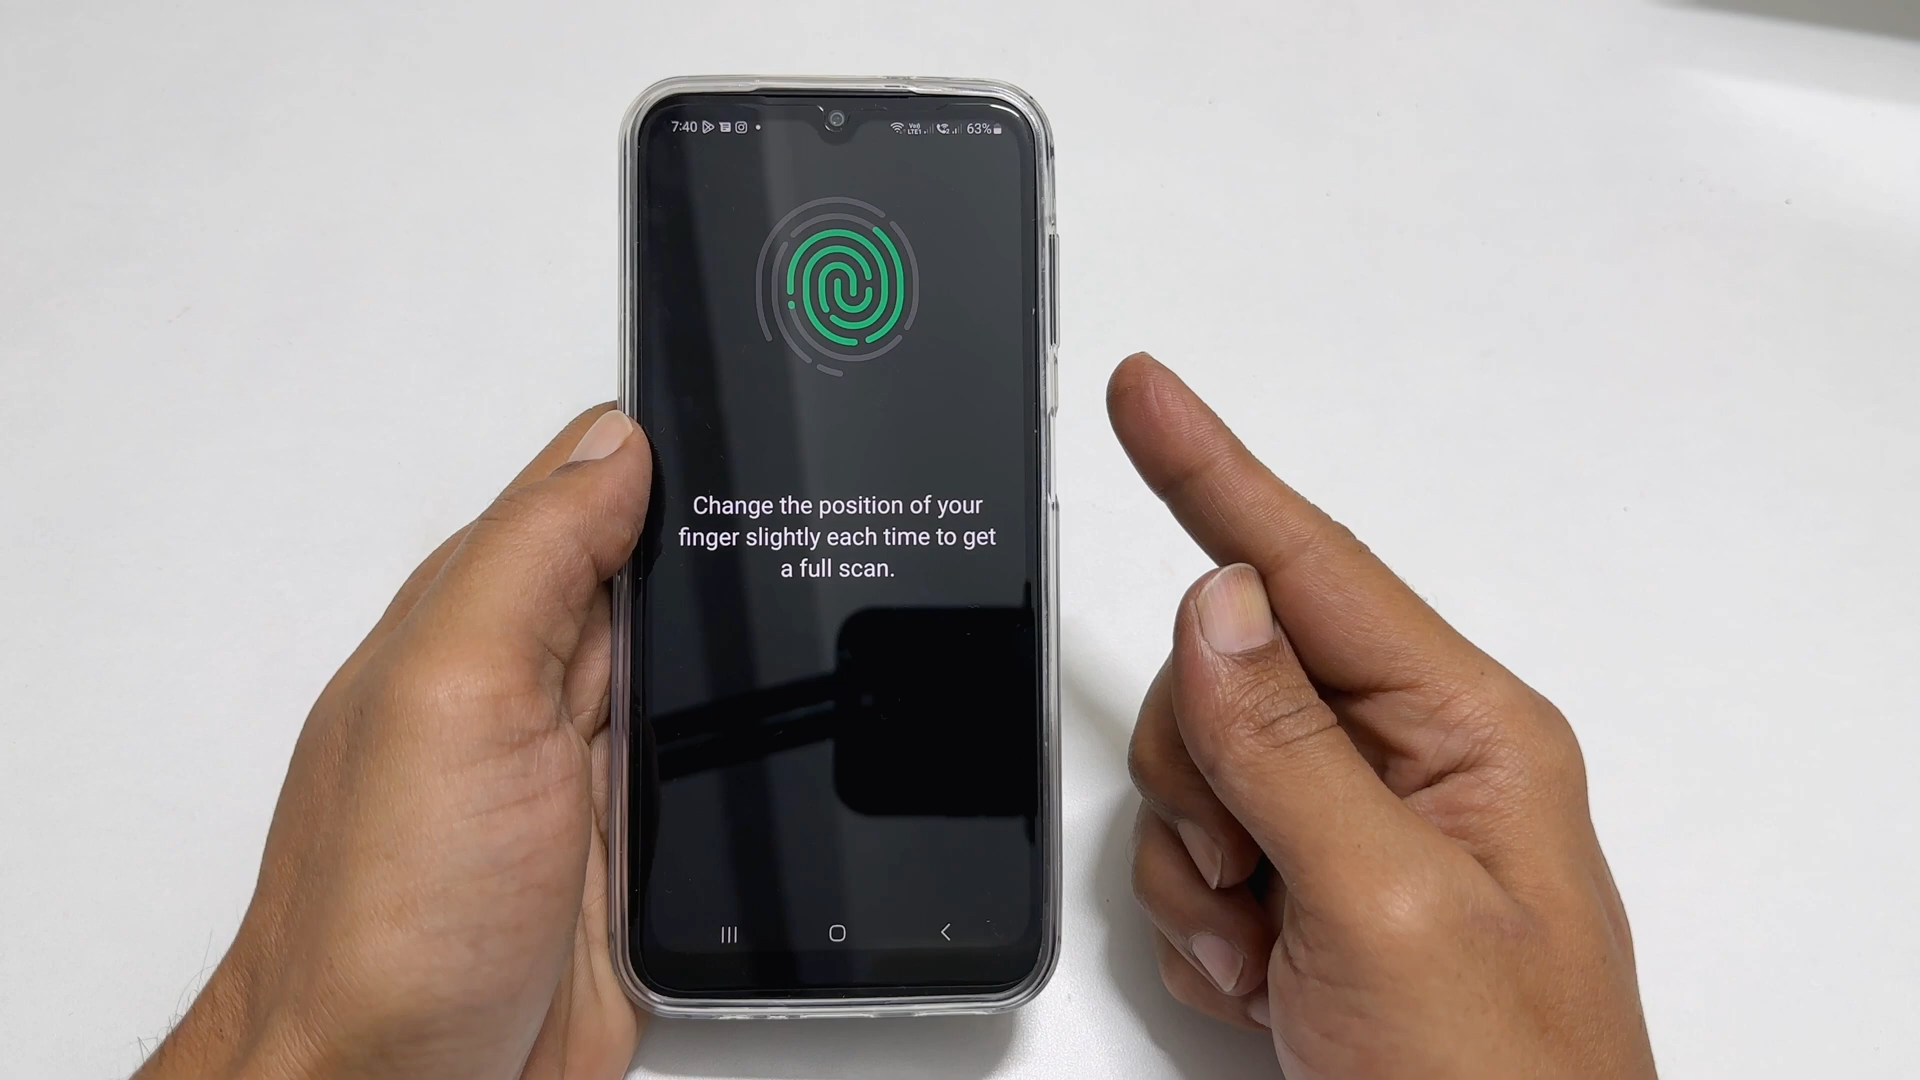 7:40 63%
Change the position of your
finger slightly each time to get
a full scan.